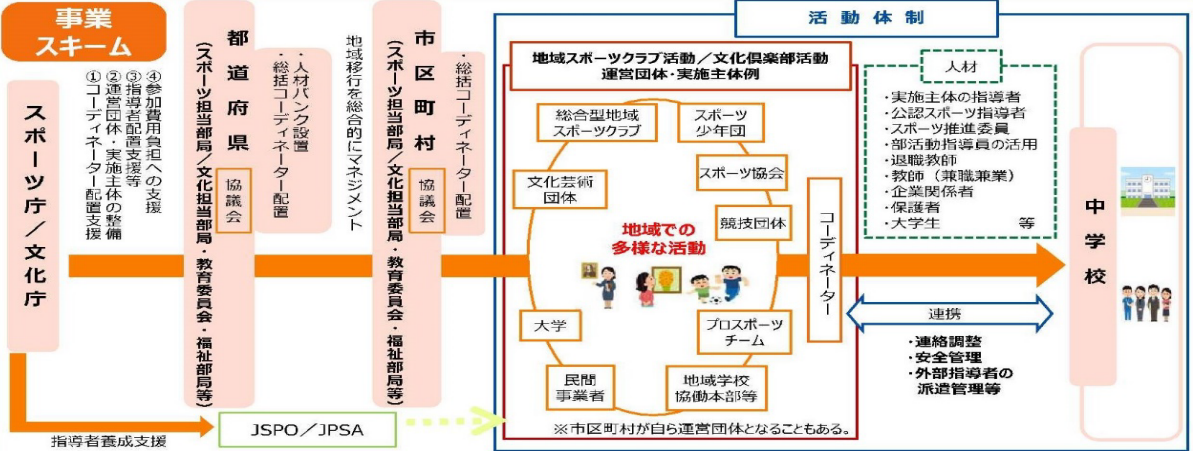 事業
スキーム
スポーツ庁／文化庁
④参加費用負担への支援
③指導者配置支援等
②運営団体・実施主体の整備
①コーディネーター配置支援
都道府県
(スポーツ担当部局／文化担当部局・教育委員会・福祉部局等)
協議会
・人材バンク設置
・総括コーディネーター配置
地域移行を総合的にマネジメント
市区町村
(スポーツ担当部局／文化担当部局・教育委員会・福祉部局等)
協議会
・総括コーディネーター配置
指導者養成支援
JSPO／JPSA
活動体制
地域スポーツクラブ活動／文化倶楽部活動
運営団体・実施主体例
総合型地域
スポーツクラブ
スポーツ
少年団
文化芸術
団体
スポーツ協会
競技団体
地域での
多様な活動
大学
プロスポーツ
チーム
民間
事業者
地域学校
協働本部等
※市区町村が自ら運営団体となることもある。
コーディネーター
人材
・実施主体の指導者
・公認スポーツ指導者
・スポーツ推進委員
・部活動指導員の活用
・退職教師
・教師（兼職兼業）
・企業関係者
・保護者
・大学生　等
連携
・連絡調整
・安全管理
・外部指導者の
派遣管理等
中学校